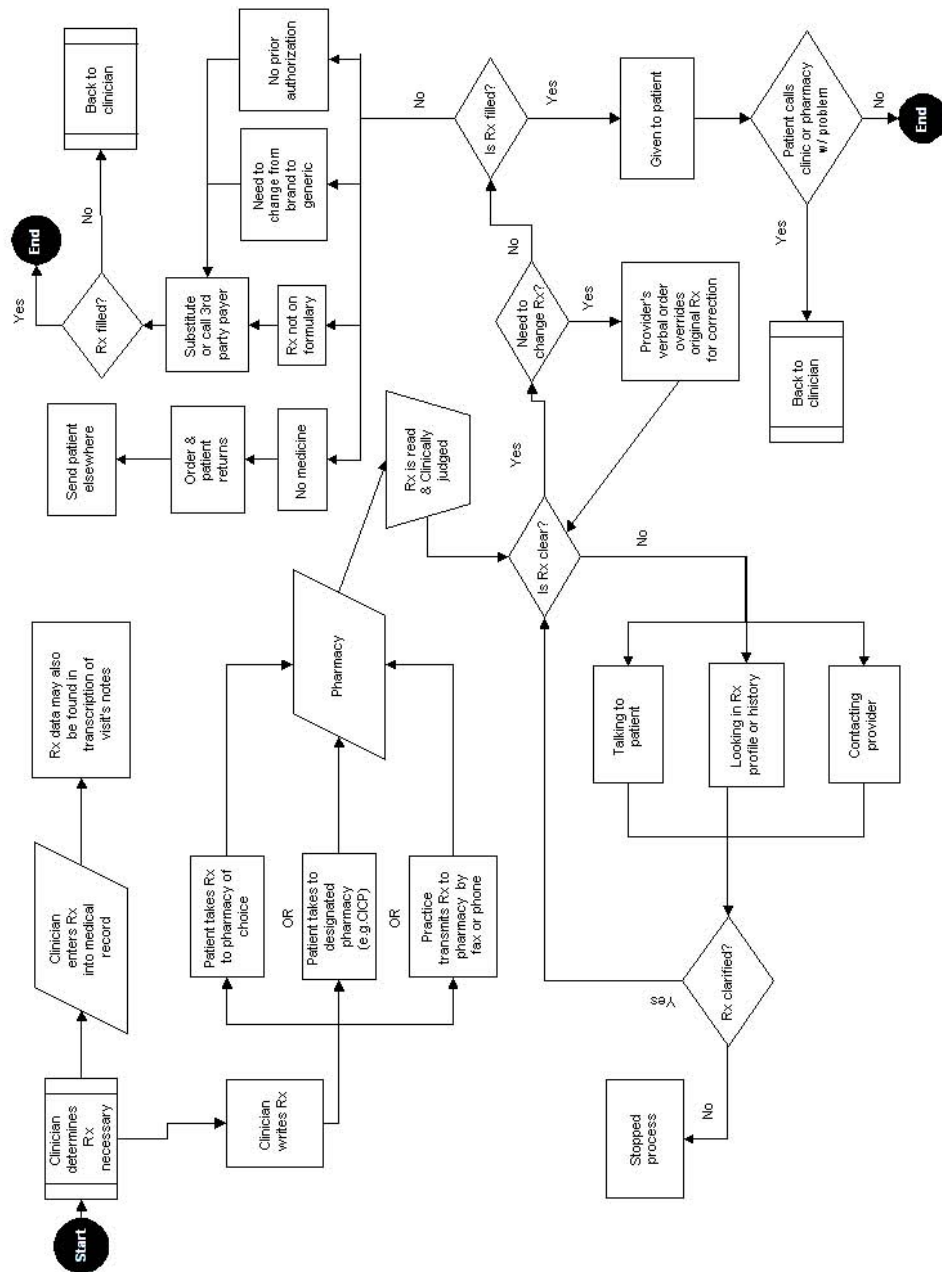 Start
Clinician
determines
Rx
necessary
Clinician
enters Rx
into medical
record
Rx data may also
be found in
transcription of
visit's notes
Clinician
writes Rx
Patient takes Rx
to pharmacy of
choice
OR
Patient takes to
designated
pharmacy
(e.g.CICP)
OR
Practice
transmits Rx to
pharmacy by
fax or phone
Pharmacy
Rx is read
& Clinically
judged
Is Rx clear?
Yes
No
Talking to
patient
Looking in Rx
profile or history
Contacting
provider
Rx clarified?
Yes
No
Stopped
process
Need to
change Rx?
No
Yes
Provider's
verbal order
overrides
original Rx
for correction
Is Rx filled?
No
Yes
Given to patient
Patient calls
clinic or pharmacy
w/ problem
Yes
No
Back to
clinician
End
No medicine
Order &
patient
returns
Send patient
elsewhere
Rx not on
formulary
Need to
change from
brand to
generic
No prior
authorization
Substitute
or call 3rd
party payer
Rx filled?
Yes
No
End
Back to
clinician